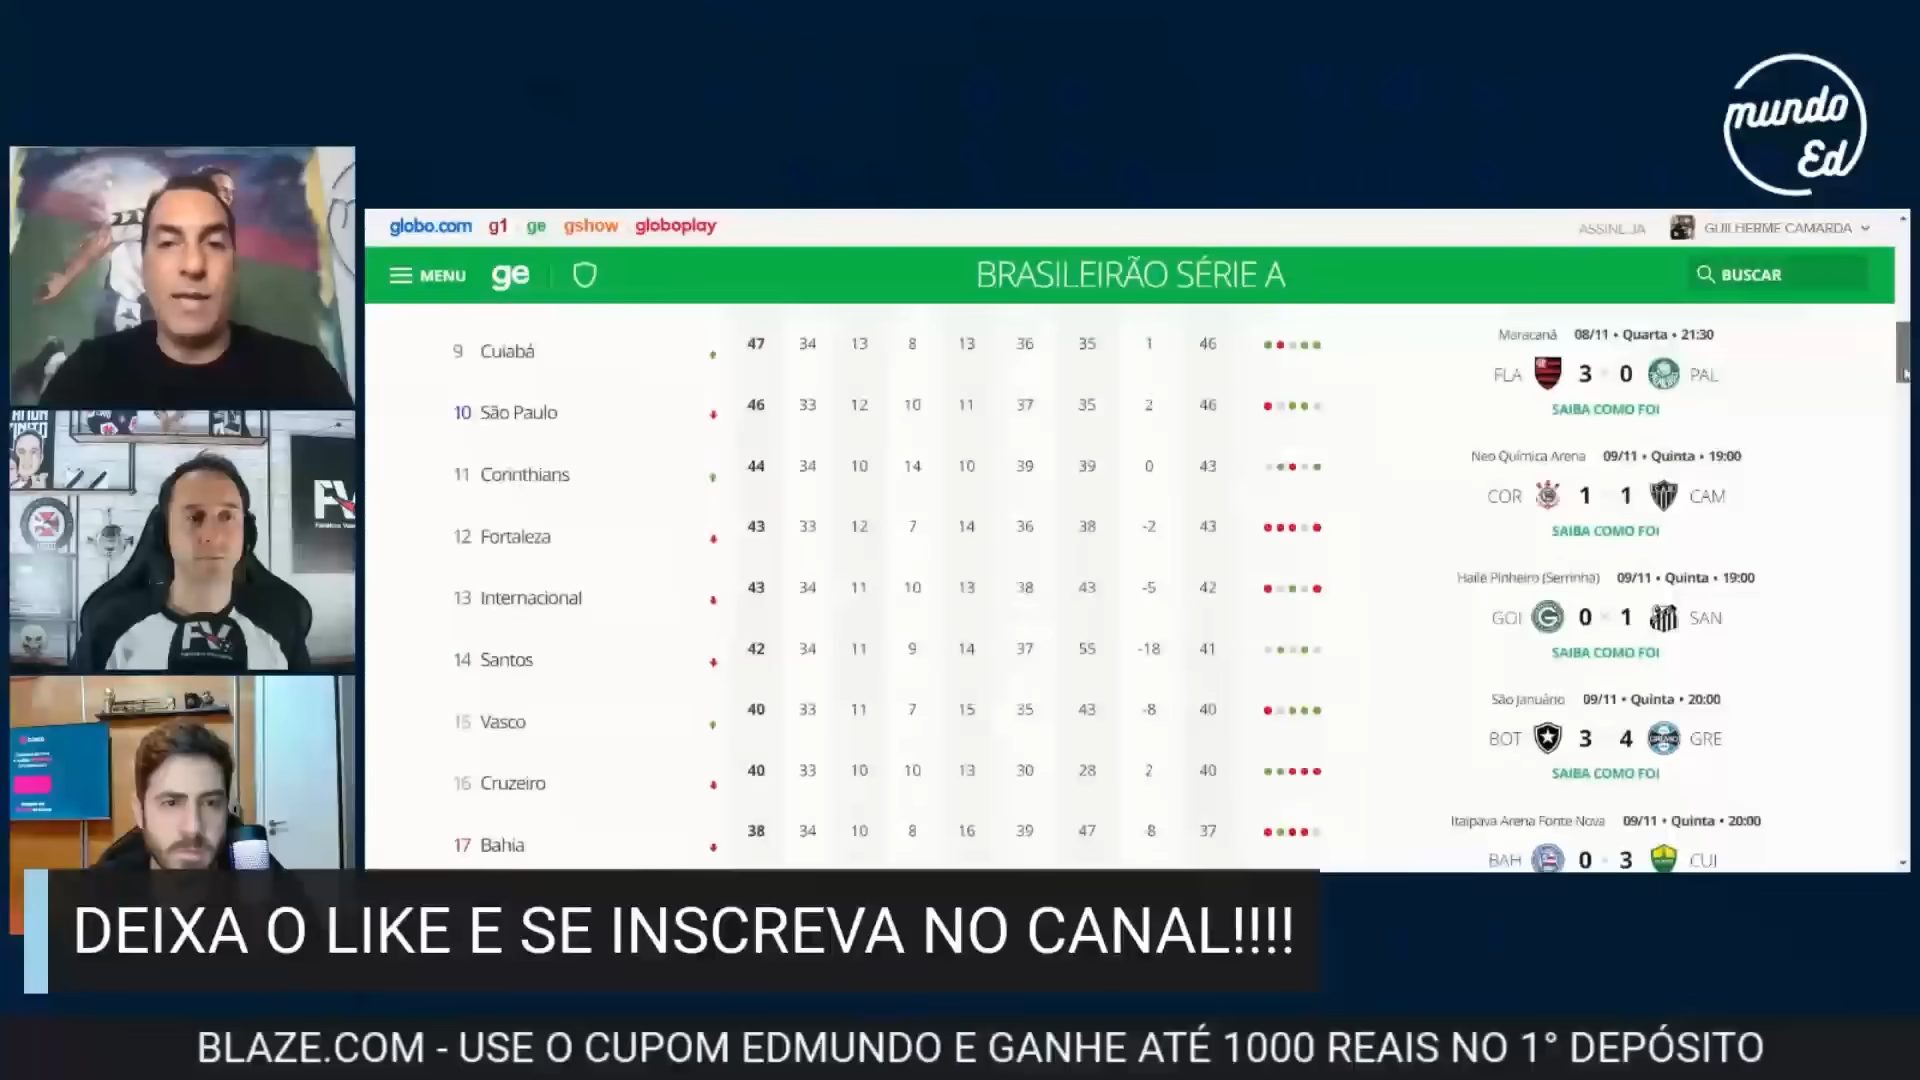 mundo
Ed
globo.com g1 ge gshow globoplay
ASSINE JA GUILHERME CAMARDA
MENU ge BRASILEIRÃO SÉRIE A BUSCAR
9 Cuiabá 47 34 13 8 13 36 35 1 46
10 São Paulo 46 33 12 10 11 37 35 2 46
11 Corinthians 44 34 10 14 10 39 39 0 43
12 Fortaleza 43 33 12 7 14 36 38 -2 43
13 Internacional 43 34 11 10 13 38 43 -5 42
14 Santos 42 34 11 9 14 37 55 -18 41
15 Vasco 40 33 11 7 15 35 43 -8 40
16 Cruzeiro 40 33 10 10 13 30 28 2 40
17 Bahia 38 34 10 8 16 39 47 -8 37
Maracanã 08/11 • Quarta • 21:30
FLA 3 0 PAL
SAIBA COMO FOI
Neo Química Arena 09/11 • Quinta • 19:00
COR 1 1 CAM
SAIBA COMO FOI
Hailé Pinheiro (Serrinha) 09/11 • Quinta • 19:00
GOI 0 1 SAN
SAIBA COMO FOI
São Januário 09/11 • Quinta • 20:00
BOT 3 4 GRE
SAIBA COMO FOI
Itaipava Arena Fonte Nova 09/11 • Quinta • 20:00
BAH 0 3 CUI
FV
FV
DEIXA O LIKE E SE INSCREVA NO CANAL!!!!
BLAZE.COM - USE O CUPOM EDMUNDO E GANHE ATÉ 1000 REAIS NO 1° DEPÓSITO